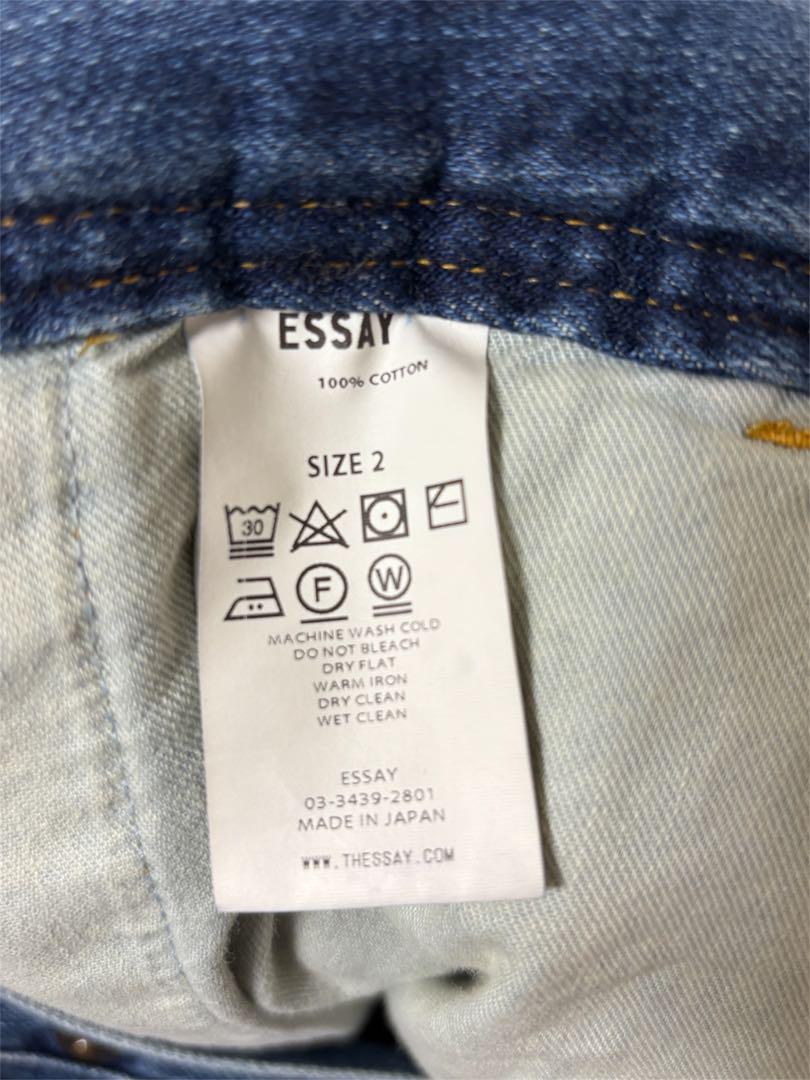 ESSAY
100% COTTON
SIZE 2
30
F W
MACHINE WASH COLD
DO NOT BLEACH
DRY FLAT
WARM IRON
DRY CLEAN
WET CLEAN
ESSAY
03-3439-2801
MADE IN JAPAN
WWW.THESSAY.COM